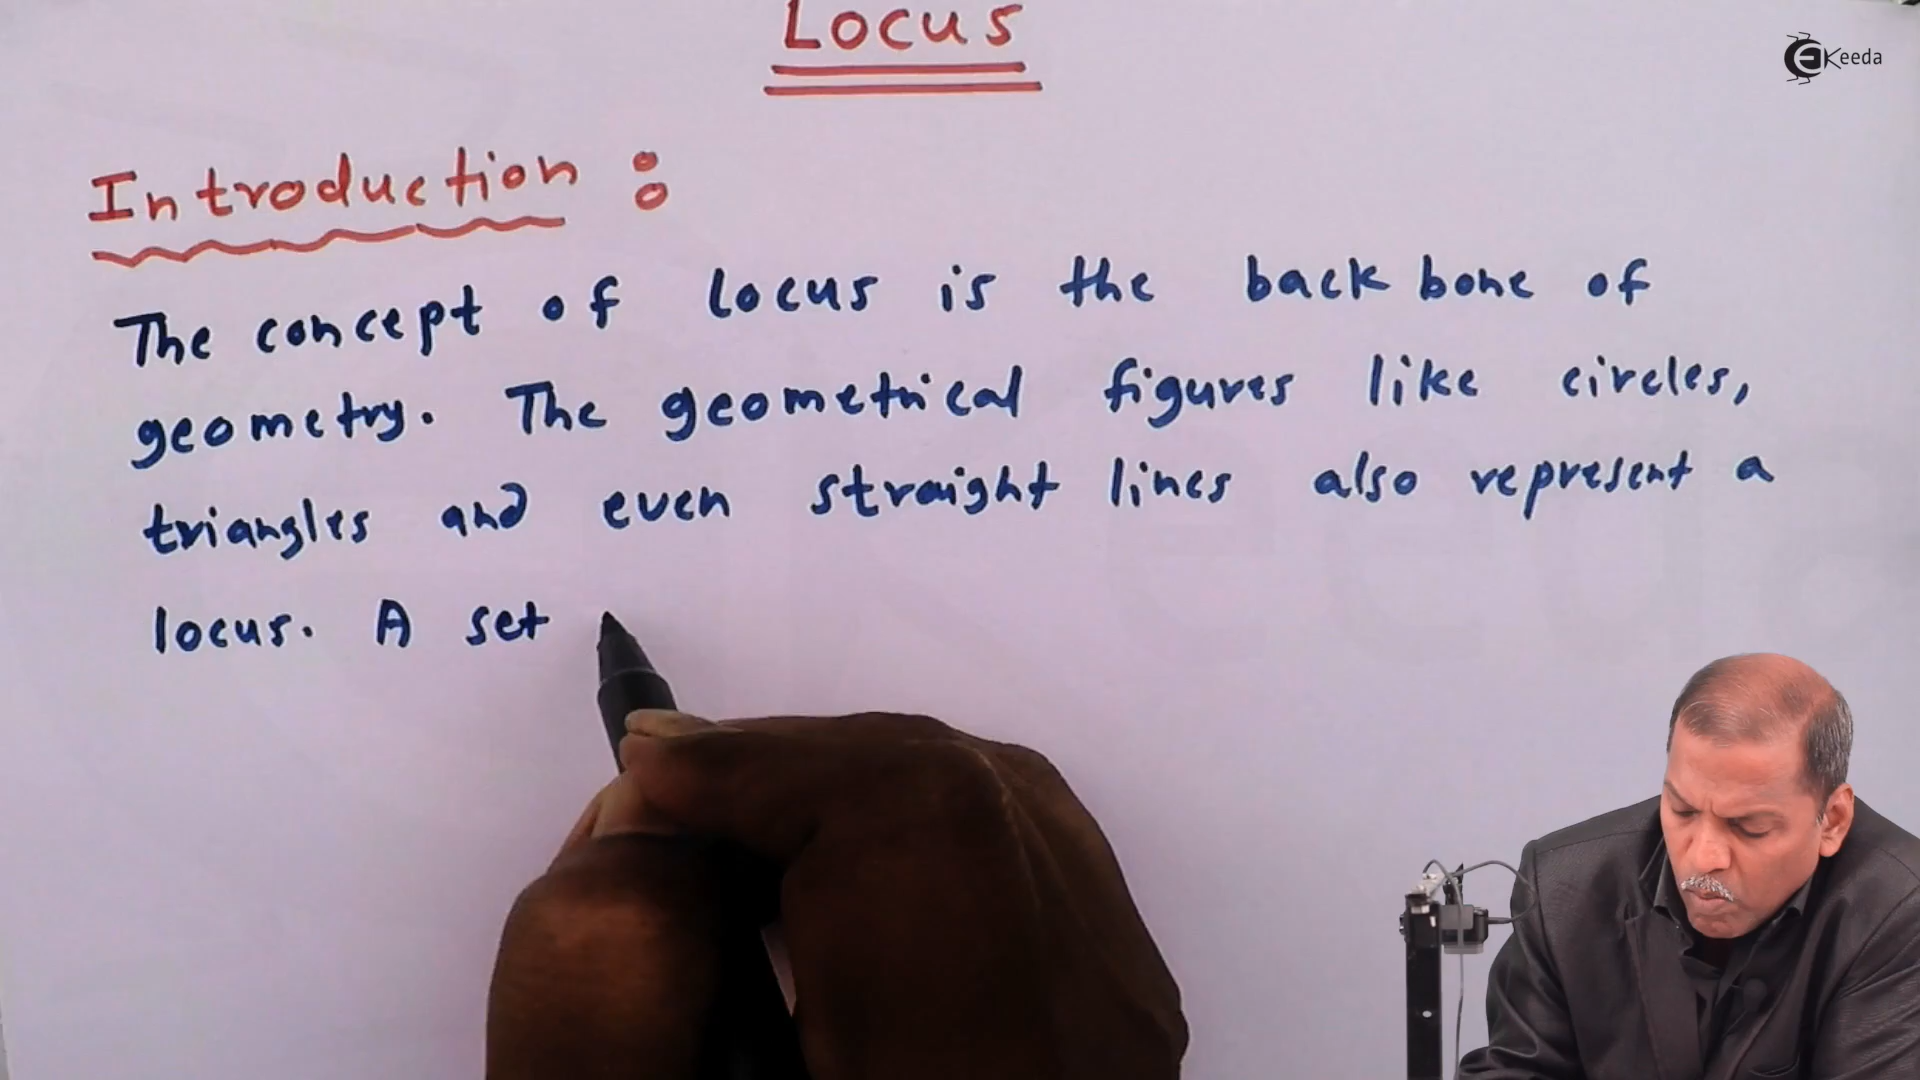 Locus
Keeda
Introduction :
The concept of locus is the back bone of
geometry. The geometrical figures like circles,
triangles and even straight lines also represent a
locus. A set